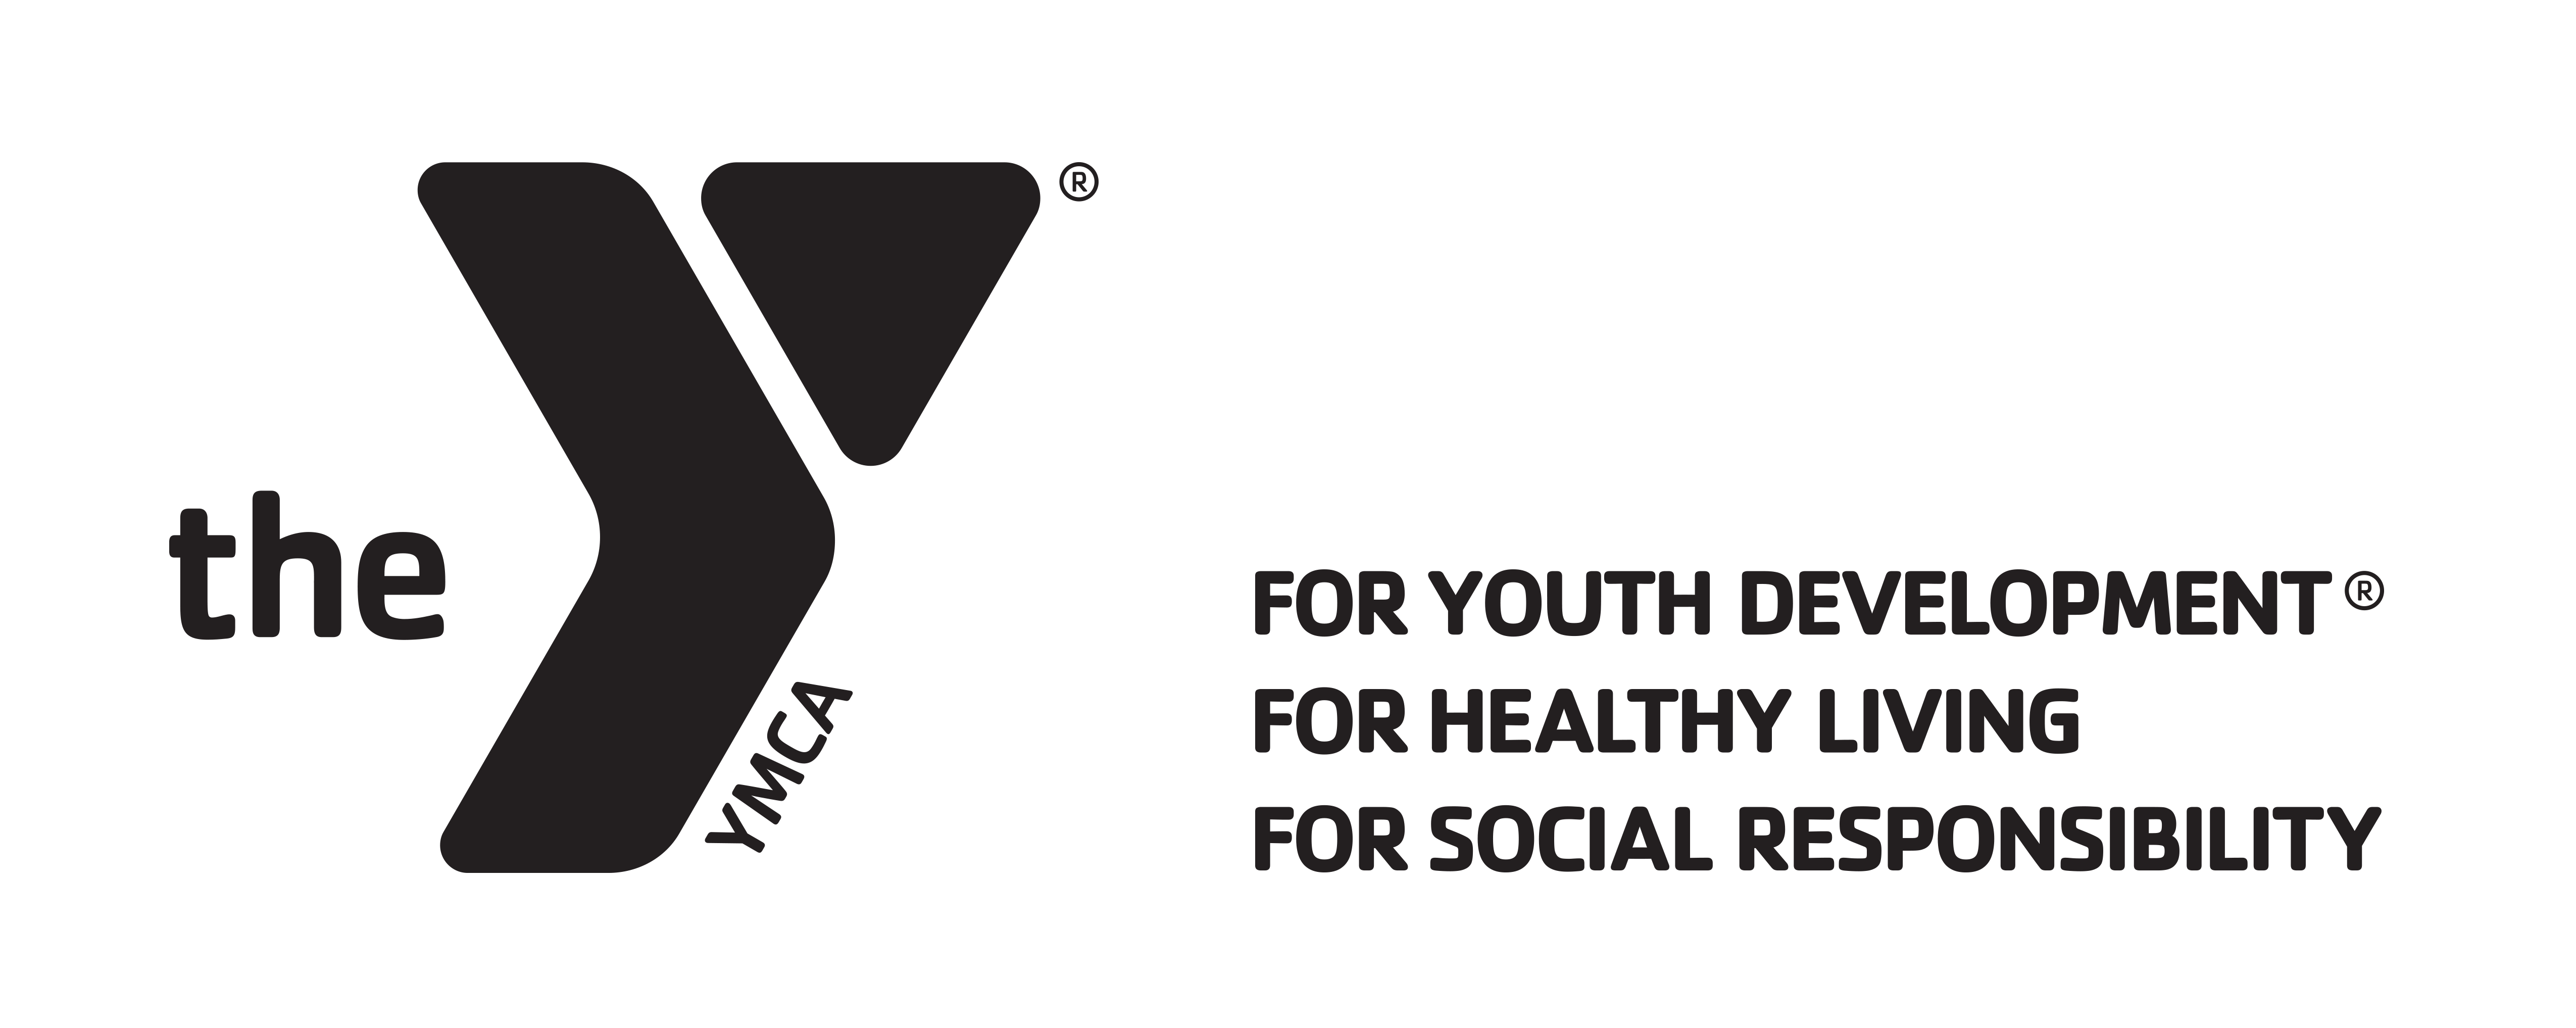 the Y®
YMCA
FOR YOUTH DEVELOPMENT®
FOR HEALTHY LIVING
FOR SOCIAL RESPONSIBILITY